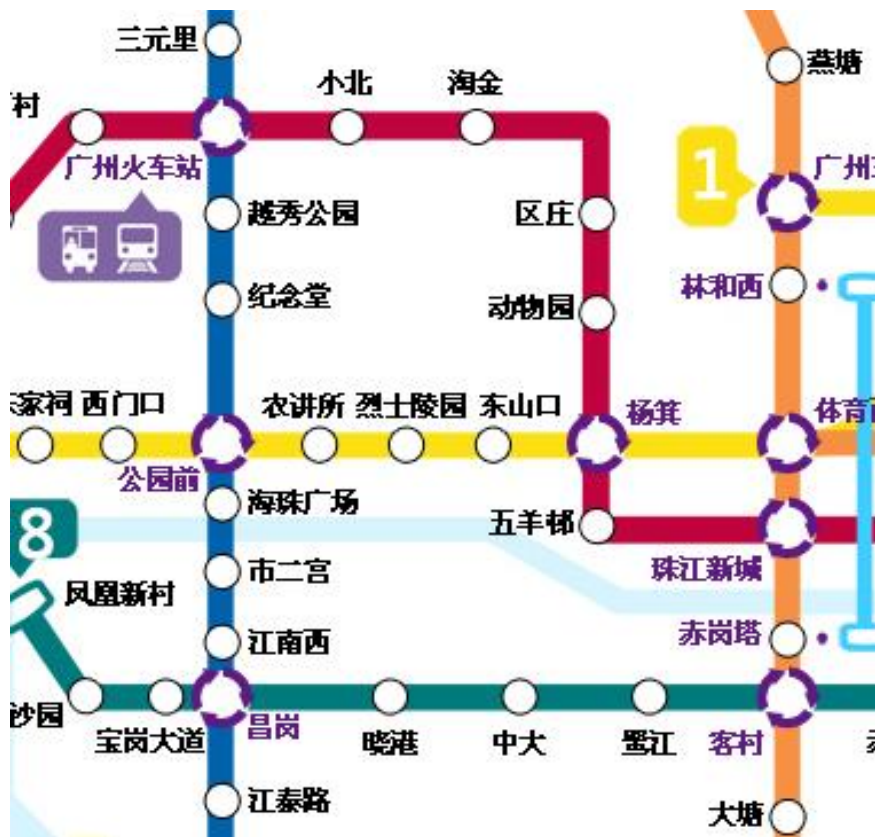 三元里
燕塘
小北
淘金
村
广州火车站
1
广州
越秀公园
区庄
林和西
纪念堂
动物园
家祠
西门口
农讲所
烈士陵园
东山口
杨箕
体育
公园前
8
海珠广场
五羊邨
凤凰新村
市二宫
珠江新城
江南西
赤岗塔
沙园
宝岗大道
昌岗
晓港
中大
墨江
客村
江泰路
大塘